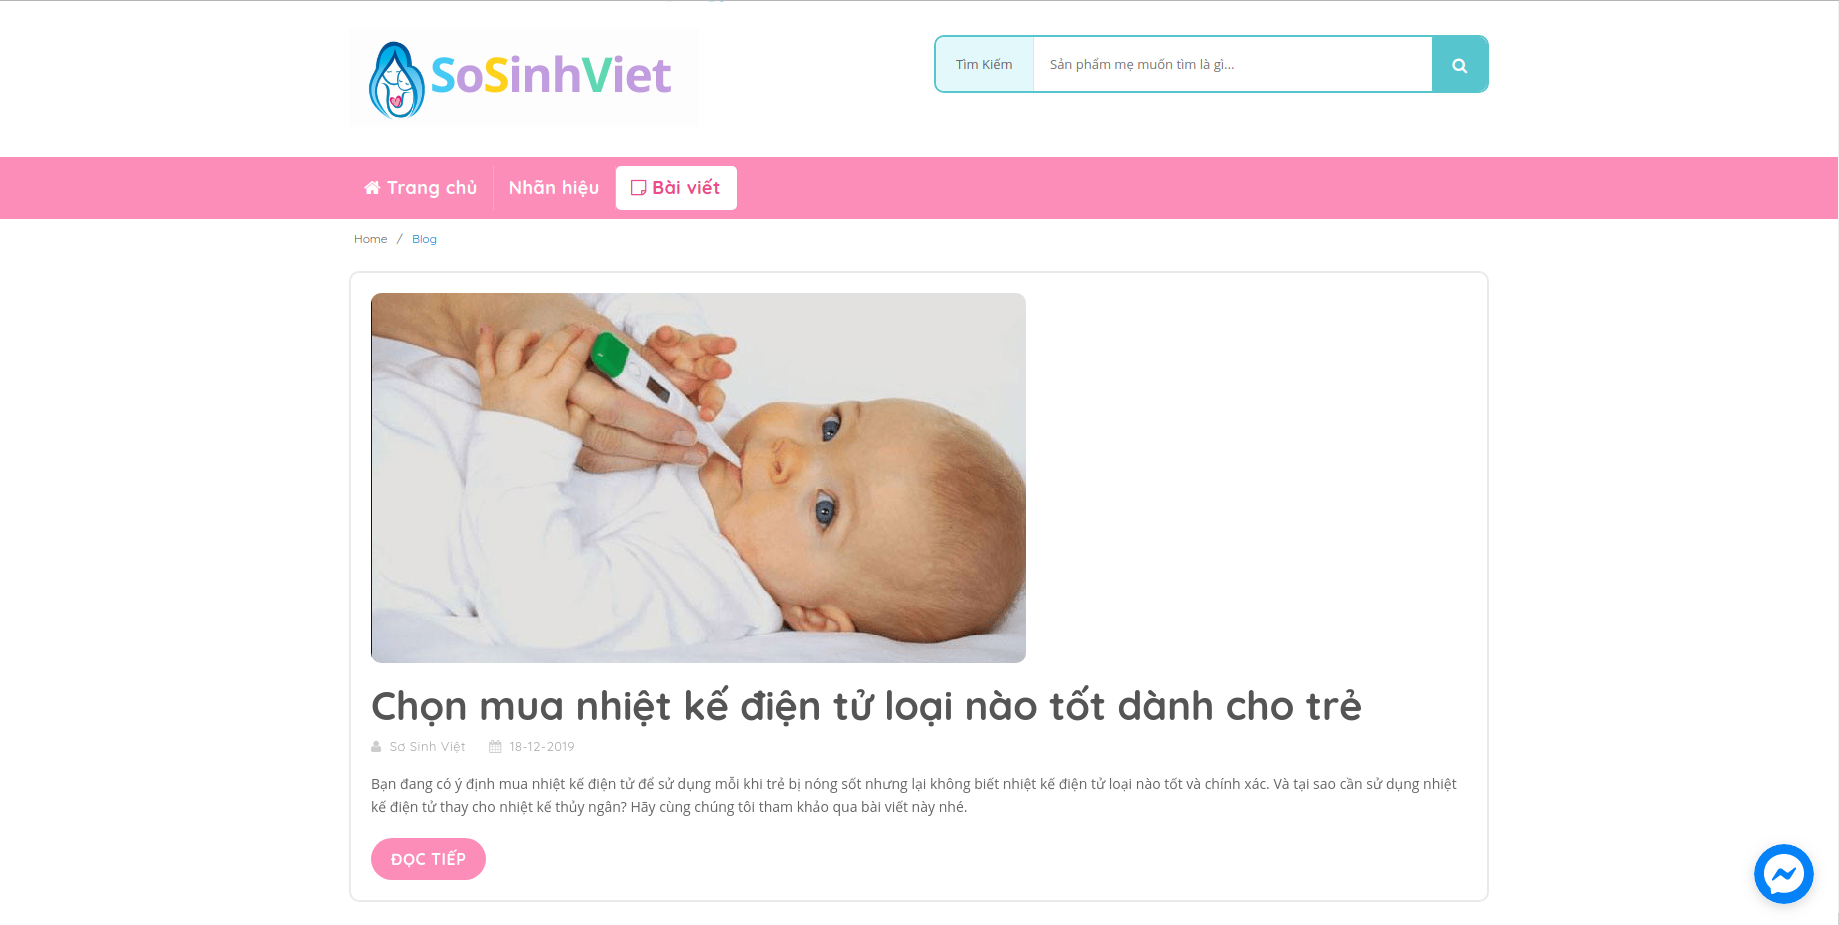 SoSinhViet
Tìm Kiếm
Sản phẩm mẹ muốn tìm là gì...
Trang chủ
Nhãn hiệu
Bài viết
Home / Blog
Chọn mua nhiệt kế điện tử loại nào tốt dành cho trẻ
Sơ Sinh Việt 18-12-2019
Bạn đang có ý định mua nhiệt kế điện tử để sử dụng mỗi khi trẻ bị nóng sốt nhưng lại không biết nhiệt kế điện tử loại nào tốt và chính xác. Và tại sao cần sử dụng nhiệt
kế điện tử thay cho nhiệt kế thủy ngân? Hãy cùng chúng tôi tham khảo qua bài viết này nhé.
ĐỌC TIẾP